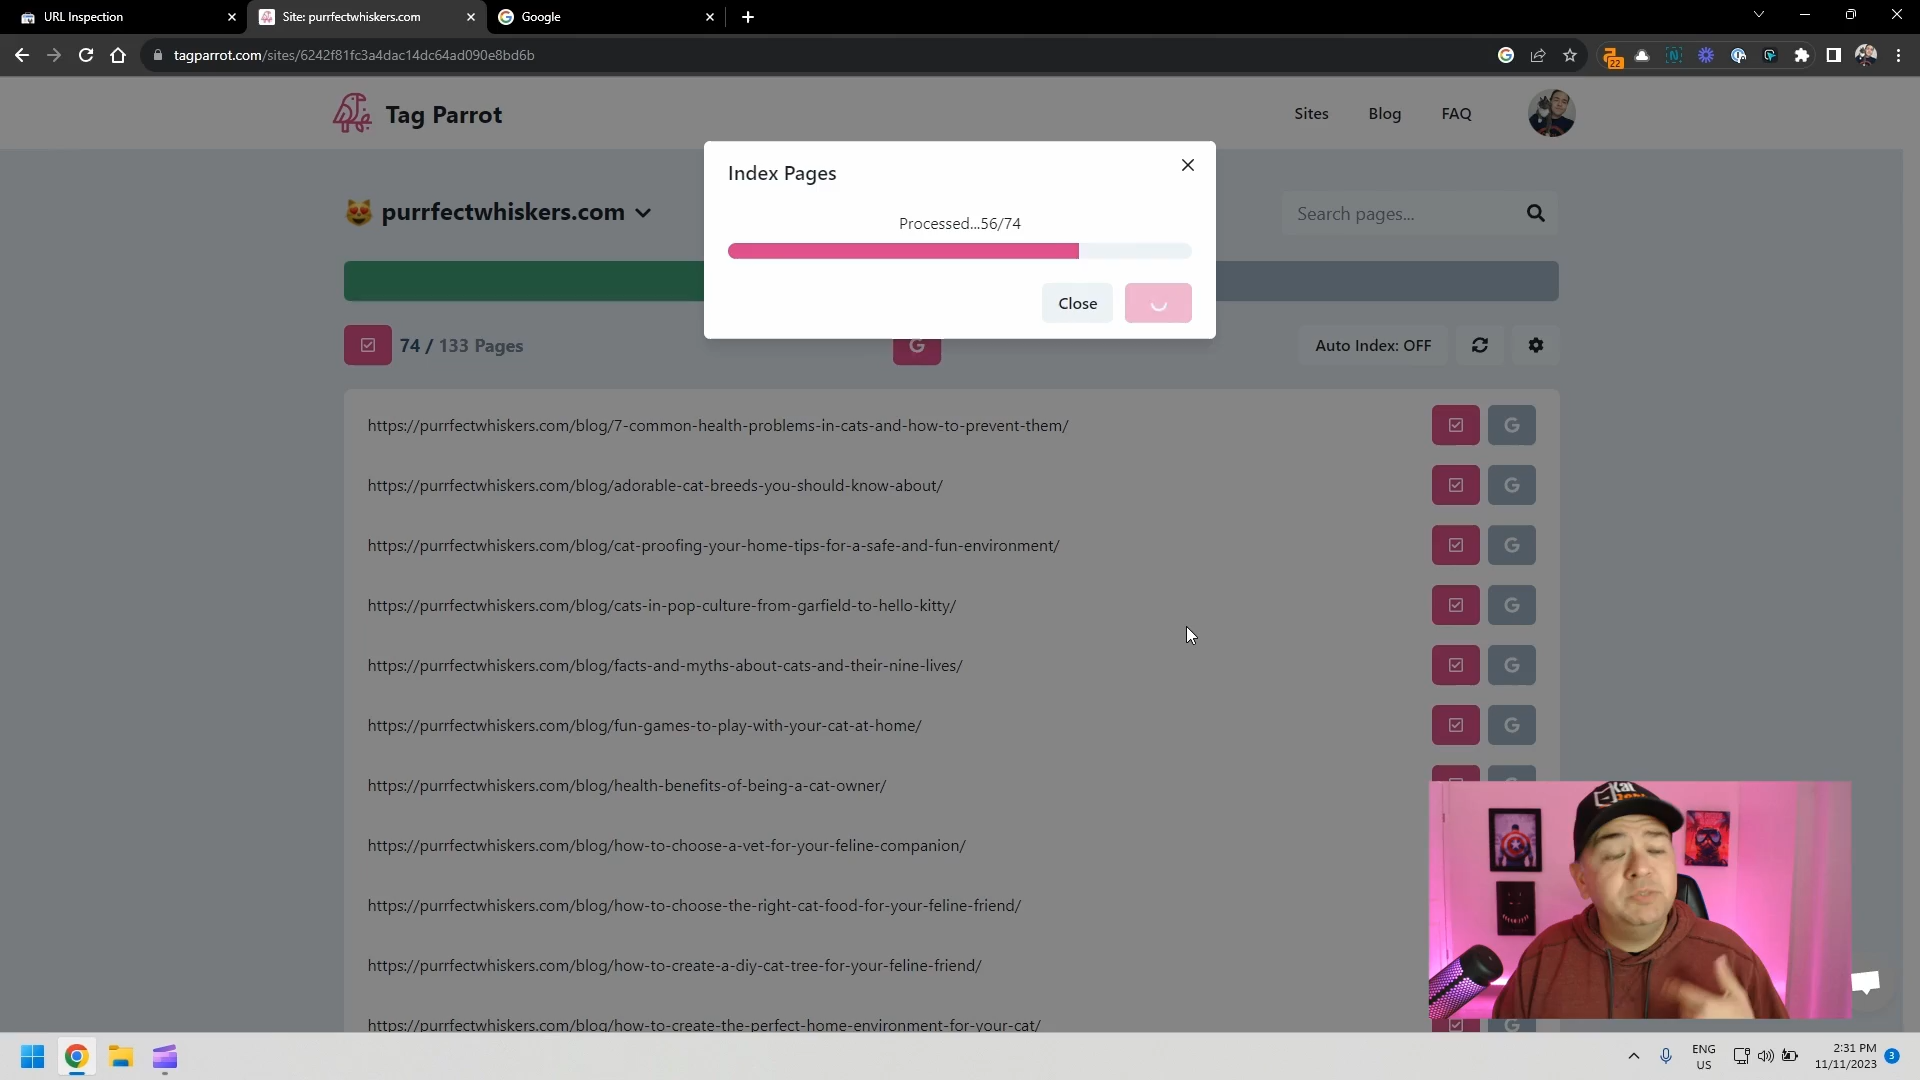 URL Inspection
Site: purrfectwhiskers.com
Google
tagparrot.com/sites/6242f81fc3a4dac14dc64ad090e8bd6b
22
Tag Parrot
Sites
Blog
FAQ
Index Pages
Processed...56/74
Close
purrfectwhiskers.com
Search pages...
74 / 133 Pages
G
Auto Index: OFF
https://purrfectwhiskers.com/blog/7-common-health-problems-in-cats-and-how-to-prevent-them/
G
https://purrfectwhiskers.com/blog/adorable-cat-breeds-you-should-know-about/
G
https://purrfectwhiskers.com/blog/cat-proofing-your-home-tips-for-a-safe-and-fun-environment/
G
https://purrfectwhiskers.com/blog/cats-in-pop-culture-from-garfield-to-hello-kitty/
G
https://purrfectwhiskers.com/blog/facts-and-myths-about-cats-and-their-nine-lives/
G
https://purrfectwhiskers.com/blog/fun-games-to-play-with-your-cat-at-home/
G
https://purrfectwhiskers.com/blog/health-benefits-of-being-a-cat-owner/
https://purrfectwhiskers.com/blog/how-to-choose-a-vet-for-your-feline-companion/
https://purrfectwhiskers.com/blog/how-to-choose-the-right-cat-food-for-your-feline-friend/
https://purrfectwhiskers.com/blog/how-to-create-a-diy-cat-tree-for-your-feline-friend/
https://purrfectwhiskers.com/blog/how-to-create-the-perfect-home-environment-for-your-cat/
G
ENG
US
2:31 PM
11/11/2023
3